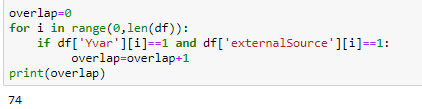 overlap=0
for i in range(0,len(df)):
    if df['Yvar'][i]==1 and df['externalSource'][i]==1:
        overlap=overlap+1
print(overlap)
74